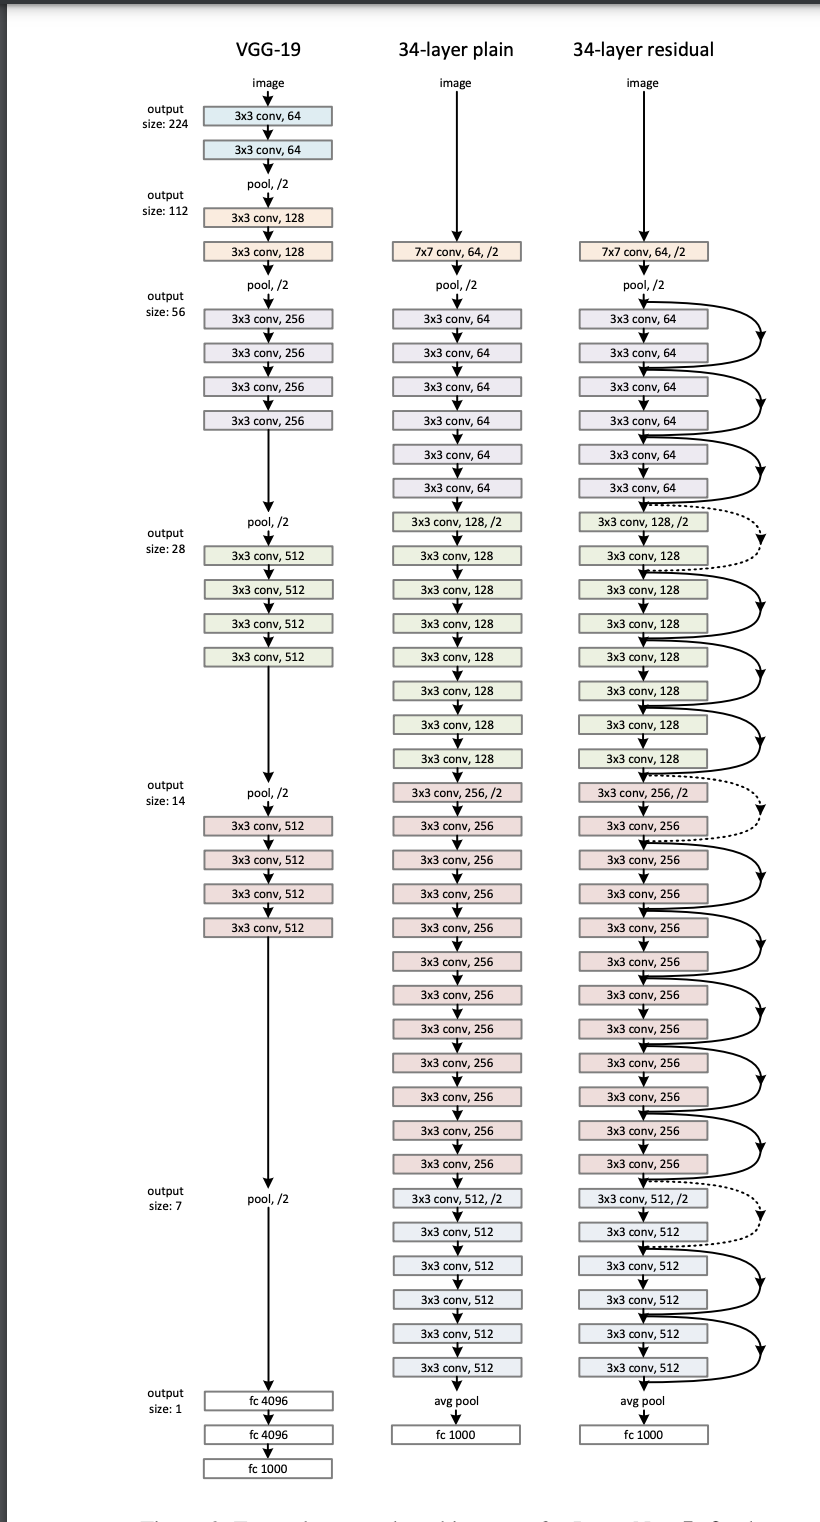 VGG-19
image
output
size: 224
3x3 conv, 64
3x3 conv, 64
pool, /2
output
size: 112
3x3 conv, 128
3x3 conv, 128
pool, /2
output
size: 56
3x3 conv, 256
3x3 conv, 256
3x3 conv, 256
3x3 conv, 256
pool, /2
output
size: 28
3x3 conv, 512
3x3 conv, 512
3x3 conv, 512
3x3 conv, 512
output
size: 14
pool, /2
3x3 conv, 512
3x3 conv, 512
3x3 conv, 512
3x3 conv, 512
output
size: 7
pool, /2
output
size: 1
fc 4096
fc 4096
fc 1000
34-layer plain
image
7x7 conv, 64, /2
pool, /2
3x3 conv, 64
3x3 conv, 64
3x3 conv, 64
3x3 conv, 64
3x3 conv, 64
3x3 conv, 64
3x3 conv, 128, /2
3x3 conv, 128
3x3 conv, 128
3x3 conv, 128
3x3 conv, 128
3x3 conv, 128
3x3 conv, 128
3x3 conv, 128
3x3 conv, 256, /2
3x3 conv, 256
3x3 conv, 256
3x3 conv, 256
3x3 conv, 256
3x3 conv, 256
3x3 conv, 256
3x3 conv, 256
3x3 conv, 256
3x3 conv, 256
3x3 conv, 256
3x3 conv, 256
3x3 conv, 512, /2
3x3 conv, 512
3x3 conv, 512
3x3 conv, 512
3x3 conv, 512
3x3 conv, 512
avg pool
fc 1000
34-layer residual
image
7x7 conv, 64, /2
pool, /2
3x3 conv, 64
3x3 conv, 64
3x3 conv, 64
3x3 conv, 64
3x3 conv, 64
3x3 conv, 64
3x3 conv, 128, /2
3x3 conv, 128
3x3 conv, 128
3x3 conv, 128
3x3 conv, 128
3x3 conv, 128
3x3 conv, 128
3x3 conv, 128
3x3 conv, 256, /2
3x3 conv, 256
3x3 conv, 256
3x3 conv, 256
3x3 conv, 256
3x3 conv, 256
3x3 conv, 256
3x3 conv, 256
3x3 conv, 256
3x3 conv, 256
3x3 conv, 256
3x3 conv, 256
3x3 conv, 512, /2
3x3 conv, 512
3x3 conv, 512
3x3 conv, 512
3x3 conv, 512
3x3 conv, 512
avg pool
fc 1000